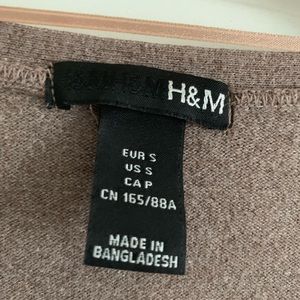 H&M
EUR S
US S
CA P
CN 165/88A
MADE IN
BANGLADESH